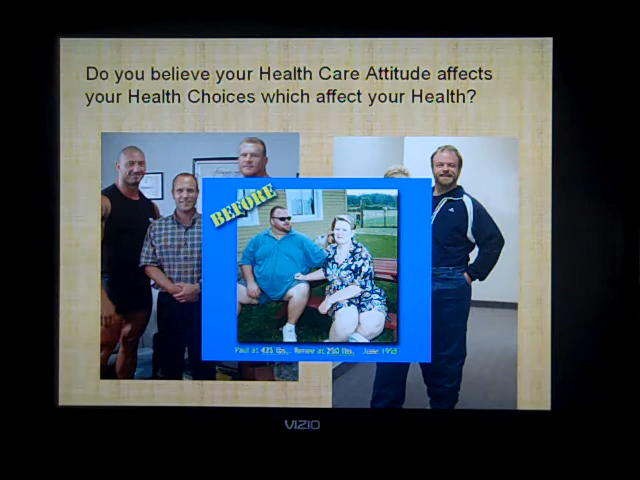 Do you believe your Health Care Attitude affects
your Health Choices which affect your Health?
BEFORE
Paul at 425 lbs,. Renee at 250 lbs, June 1998
VIZIO